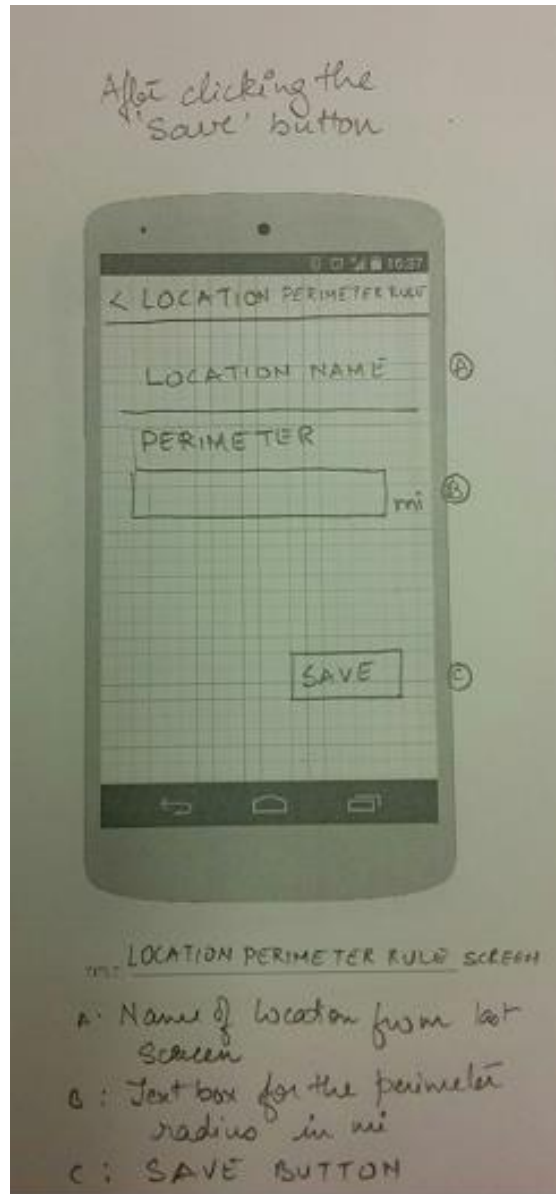 After clicking the
'Save' button
16:37
< LOCATION PERIMETER RULE
LOCATION NAME A
PERIMETER
mi B
SAVE C
LOCATION PERIMETER RULE SCREEN
A: Name of location from last
screen
B: Text box for the perimeter
radius in mi
C: SAVE BUTTON